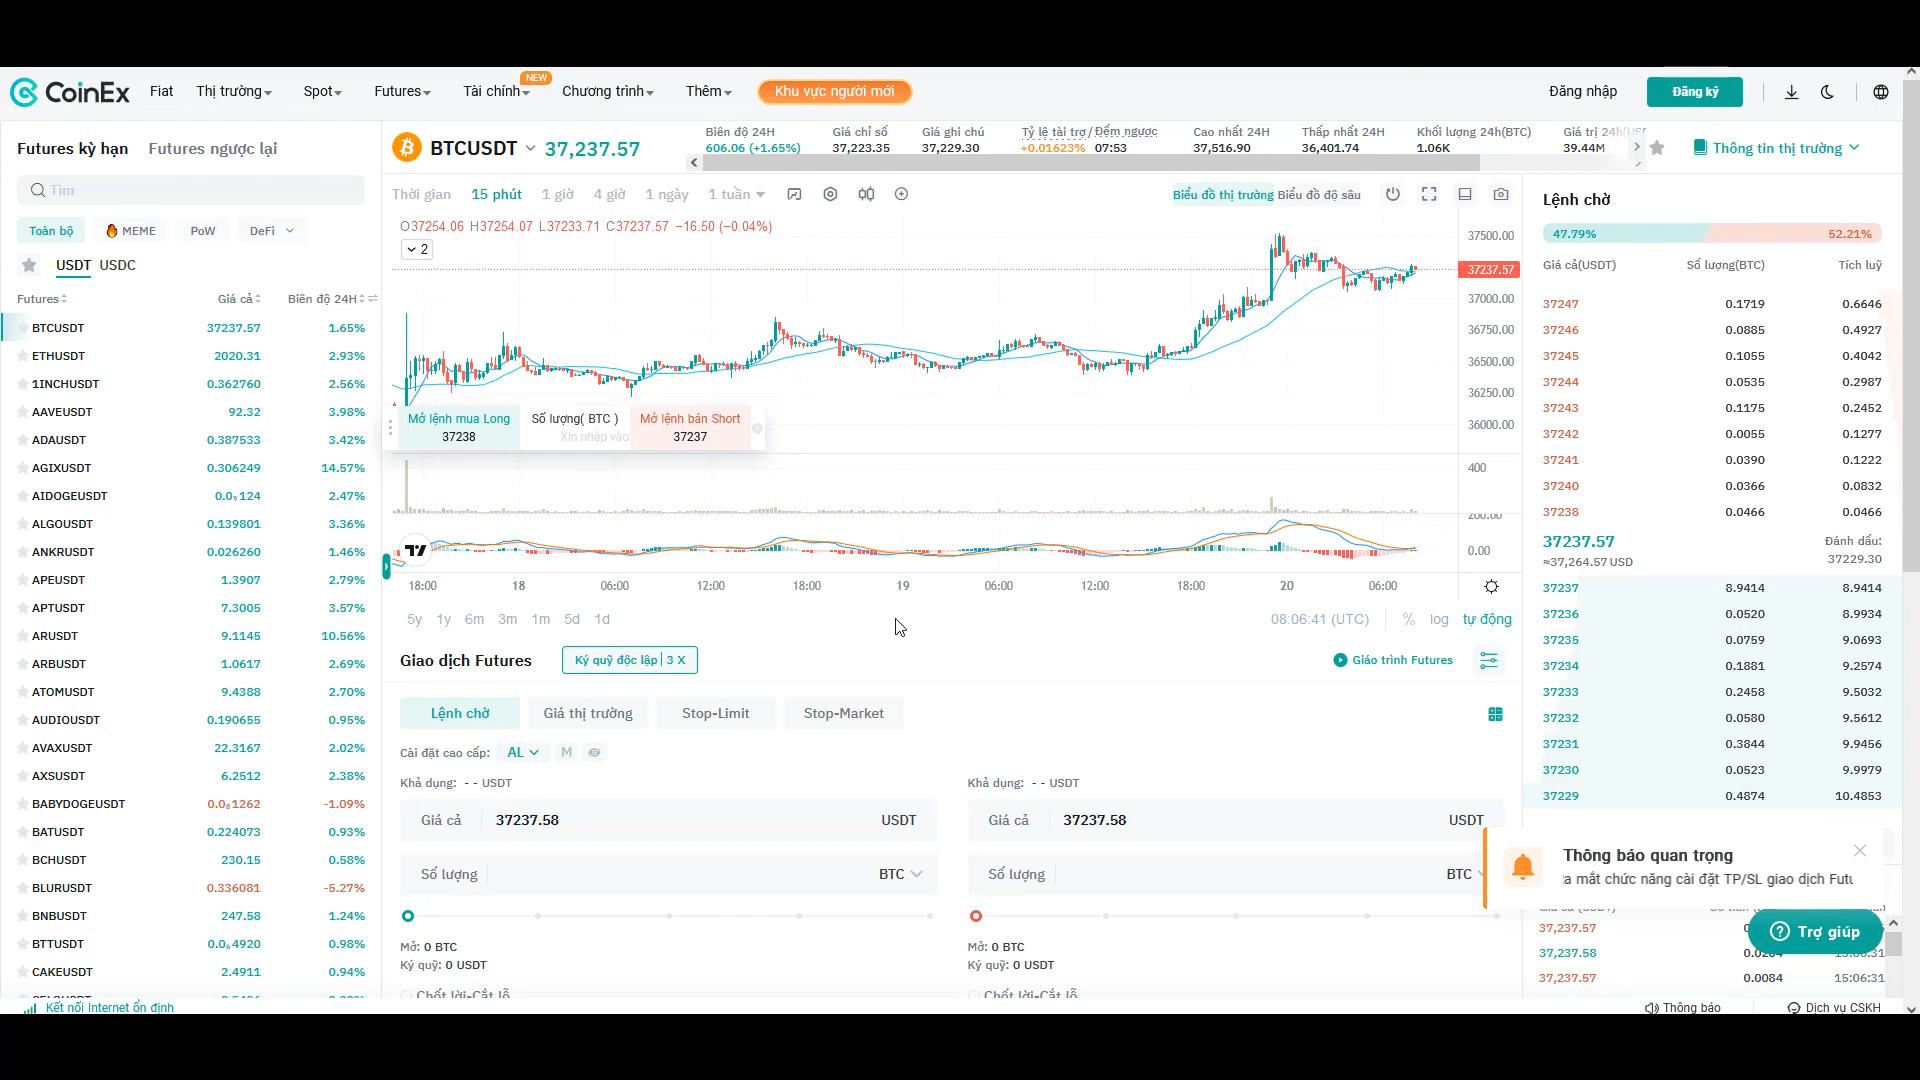 CoinEx Fiat Thị trường Spot Futures Tài chính NEW Chương trình Thêm Khu vực người mới Đăng nhập Đăng ký
Futures kỳ hạn Futures ngược lại
Tìm
Toàn bộ MEME PoW DeFi
USDT USDC
Futures Giá cả Biên độ 24H
BTCUSDT 37237.57 1.65%
ETHUSDT 2020.31 2.93%
1INCHUSDT 0.362760 2.56%
AAVEUSDT 92.32 3.98%
ADAUSDT 0.387533 3.42%
AGIXUSDT 0.306249 14.57%
AIDOGEUSDT 0.0₉124 2.47%
ALGOUSDT 0.139801 3.36%
ANKRUSDT 0.026260 1.46%
APEUSDT 1.3907 2.79%
APTUSDT 7.3005 3.57%
ARUSDT 9.1145 10.56%
ARBUSDT 1.0617 2.69%
ATOMUSDT 9.4388 2.70%
AUDIOUSDT 0.190655 0.95%
AVAXUSDT 22.3167 2.02%
AXSUSDT 6.2512 2.38%
BABYDOGEUSDT 0.0₈1262 -1.09%
BATUSDT 0.224073 0.93%
BCHUSDT 230.15 0.58%
BLURUSDT 0.336081 -5.27%
BNBUSDT 247.58 1.24%
BTTUSDT 0.0₆4920 0.98%
CAKEUSDT 2.4911 0.94%
Kết nối Internet ổn định
BTCUSDT 37,237.57
Biên độ 24H Giá chỉ số Giá ghi chú Tỷ lệ tài trợ/Đếm ngược Cao nhất 24H Thấp nhất 24H Khối lượng 24h(BTC) Giá trị 24h
606.06 (+1.65%) 37,223.35 37,229.30 +0.01623% 07:53 37,516.90 36,401.74 1.06K 39.44M
Thông tin thị trường
Thời gian 15 phút 1 giờ 4 giờ 1 ngày 1 tuần Biểu đồ thị trường Biểu đồ độ sâu
O37254.06 H37254.07 L37233.71 C37237.57 −16.50 (−0.04%)
2
37500.00
37237.57
37000.00
36750.00
36500.00
36250.00
36000.00
Mở lệnh mua Long Số lượng( BTC ) Mở lệnh bán Short
37238 Xin nhập vào 37237
400
200.00
0.00
18:00 18 06:00 12:00 18:00 19 06:00 12:00 18:00 20 06:00
5y 1y 6m 3m 1m 5d 1d 08:06:41 (UTC) % log tự động
Giao dịch Futures Ký quỹ độc lập 3 X Giáo trình Futures
Lệnh chờ Giá thị trường Stop-Limit Stop-Market
Cài đặt cao cấp: AL M
Khả dụng: - - USDT Khả dụng: - - USDT
Giá cả 37237.58 USDT Giá cả 37237.58 USDT
Số lượng BTC Số lượng BTC
Mở: 0 BTC Mở: 0 BTC
Ký quỹ: 0 USDT Ký quỹ: 0 USDT
Chốt lời-Cắt lỗ Chốt lời-Cắt lỗ
Lệnh chờ
47.79% 52.21%
Giá cả(USDT) Số lượng(BTC) Tích luỹ
37247 0.1719 0.6646
37246 0.0885 0.4927
37245 0.1055 0.4042
37244 0.0535 0.2987
37243 0.1175 0.2452
37242 0.0055 0.1277
37241 0.0390 0.1222
37240 0.0366 0.0832
37238 0.0466 0.0466
37237.57 Đánh dấu:
≈37,264.57 USD 37229.30
37237 8.9414 8.9414
37236 0.0520 8.9934
37235 0.0759 9.0693
37234 0.1881 9.2574
37233 0.2458 9.5032
37232 0.0580 9.5612
37231 0.3844 9.9456
37230 0.0523 9.9979
37229 0.4874 10.4853
Thông báo quan trọng
mắt chức năng cài đặt TP/SL giao dịch
37,237.57
Trợ giúp
37,237.58 0.0204 15:06:31
37,237.57 0.0084 15:06:31
Thông báo Dịch vụ CSKH